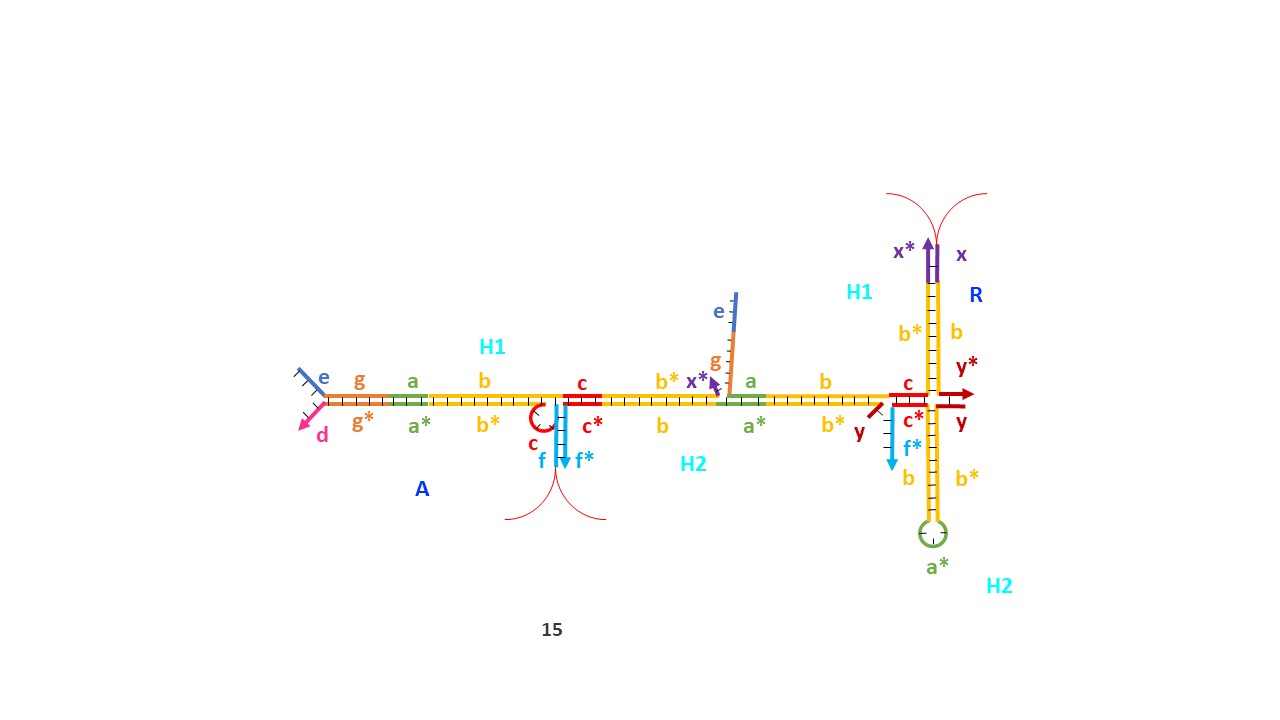 x* x
H1 R
e b* b
H1 g y*
e g a b c b* x* a b c
d g* a* b* c c* b a* b* y c* y
f f* H2 f*
A b b*
a*
H2
15